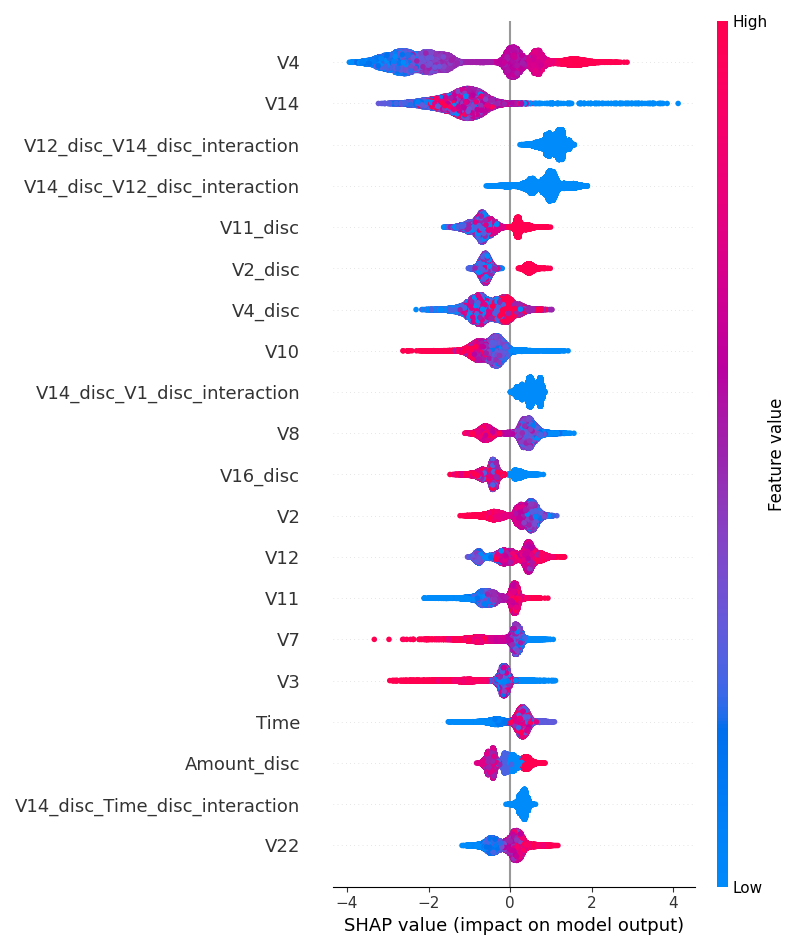 High
V4
V14
V12_disc_V14_disc_interaction
V14_disc_V12_disc_interaction
V11_disc
V2_disc
V4_disc
V10
V14_disc_V1_disc_interaction
V8
V16_disc
V2
V12
V11
V7
V3
Time
Amount_disc
V14_disc_Time_disc_interaction
V22
Feature value
Low
−4 −2 0 2 4
SHAP value (impact on model output)